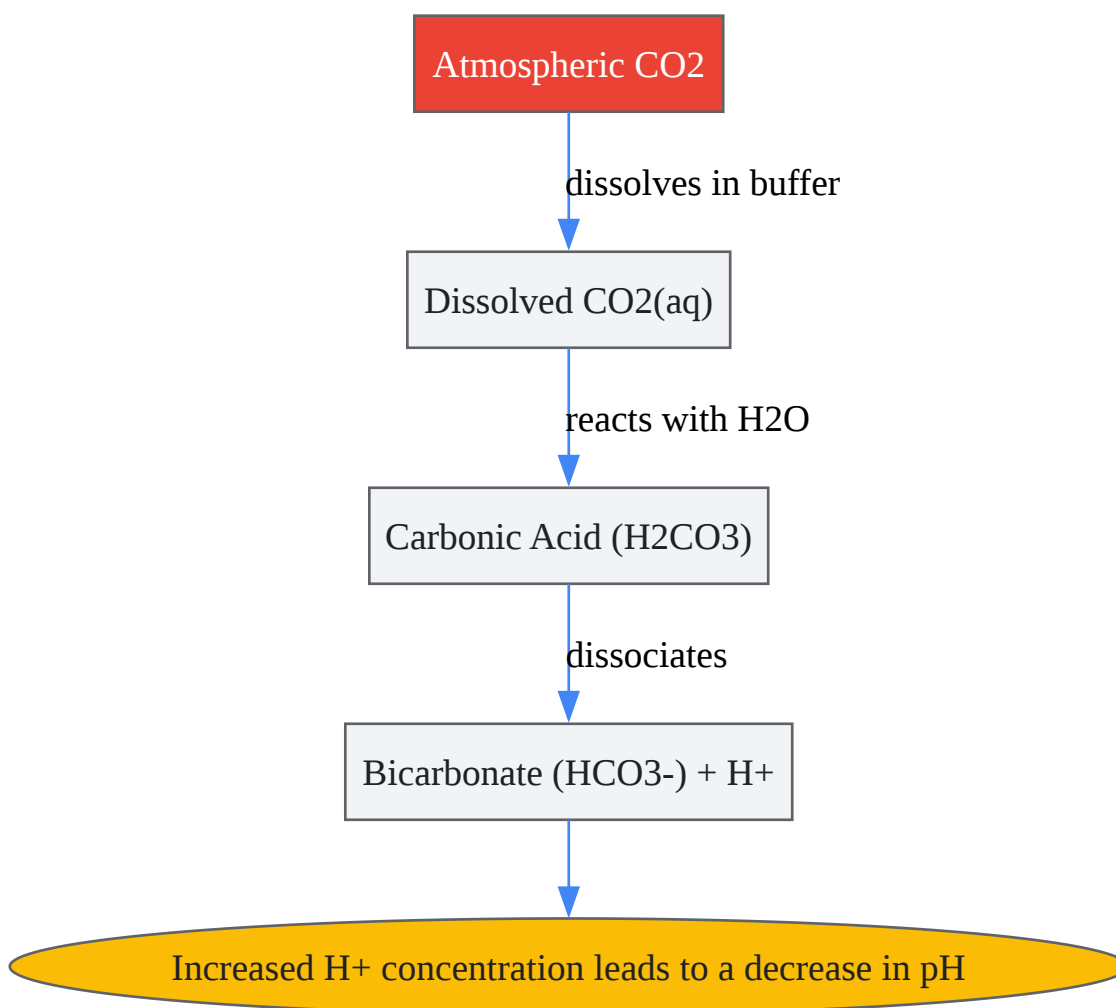 Atmospheric CO2
dissolves in buffer
Dissolved CO2(aq)
reacts with H2O
Carbonic Acid (H2CO3)
dissociates
Bicarbonate (HCO3-) + H+
Increased H+ concentration leads to a decrease in pH